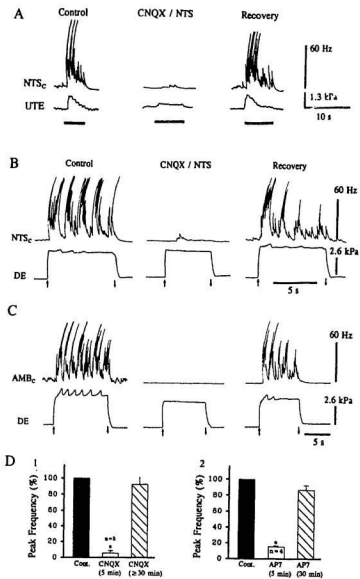 A
Control
CNQX / NTS
Recovery
NTSc
UTE
60 Hz
1.3 kPa
10 s
B
Control
CNQX / NTS
Recovery
NTSc
DE
60 Hz
2.6 kPa
5 s
C
AMBc
DE
60 Hz
2.6 kPa
5 s
D
1
Peak Frequency (%)
100
80
60
40
20
0
n=6
*
Cont.
CNQX
(5 min)
CNQX
(≥30 min)
2
Peak Frequency (%)
100
80
60
40
20
0
*
n=4
Cont.
AP7
(5 min)
AP7
(30 min)